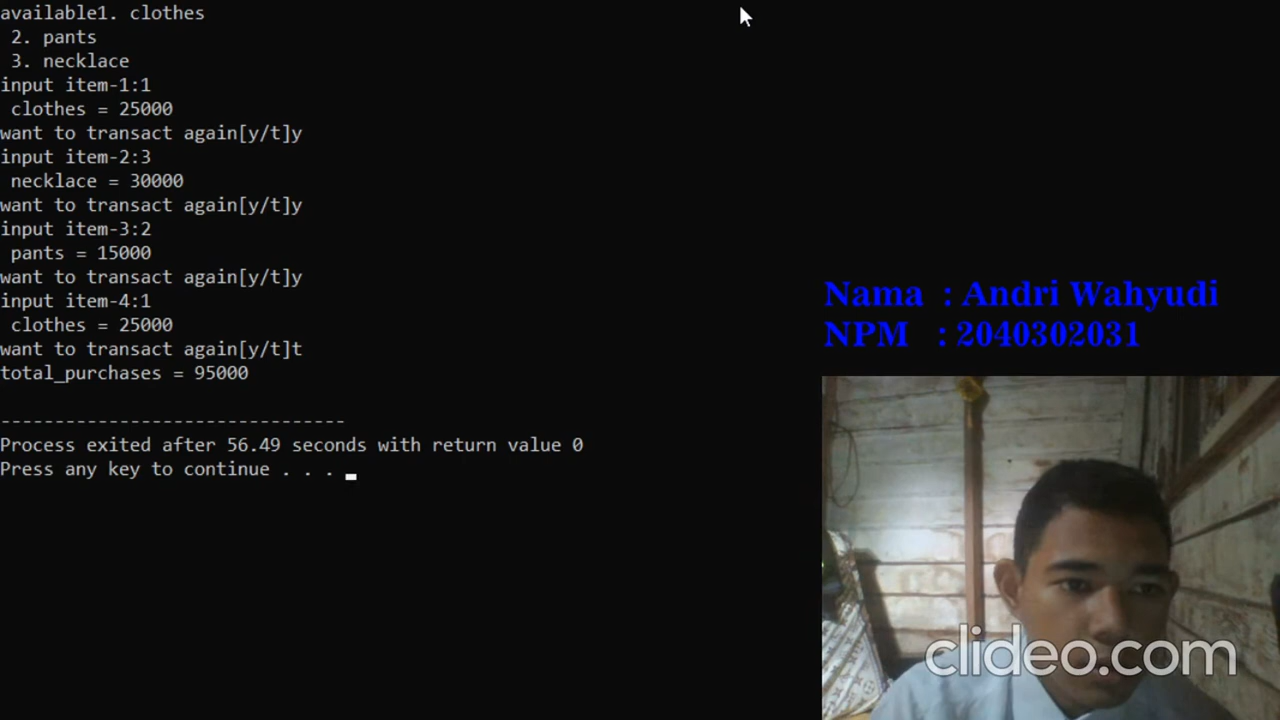 available1. clothes
2. pants
3. necklace
input item-1:1
clothes = 25000
want to transact again[y/t]y
input item-2:3
necklace = 30000
want to transact again[y/t]y
input item-3:2
pants = 15000
want to transact again[y/t]y
input item-4:1
clothes = 25000
want to transact again[y/t]t
total_purchases = 95000
--------------------------------
Process exited after 56.49 seconds with return value 0
Press any key to continue . . .
Nama : Andri Wahyudi
NPM : 2040302031
clideo.com